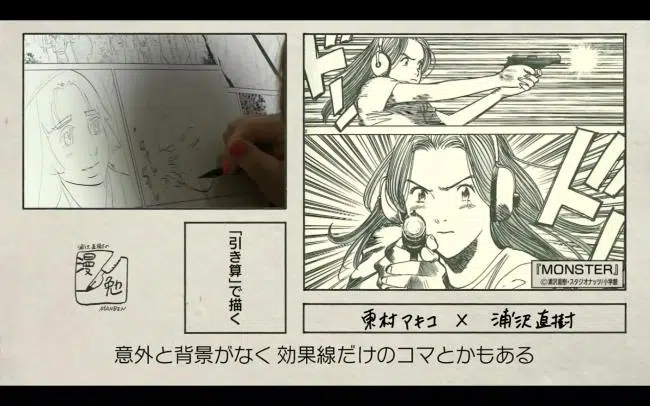 ドン
ドドド
『MONSTER』
©浦沢直樹・スタジオナッツ/小学館
浦沢直樹の
漫勉
MANBEN
「引き算」で描く
東村アキコ × 浦沢直樹
意外と背景がなく 効果線だけのコマとかもある